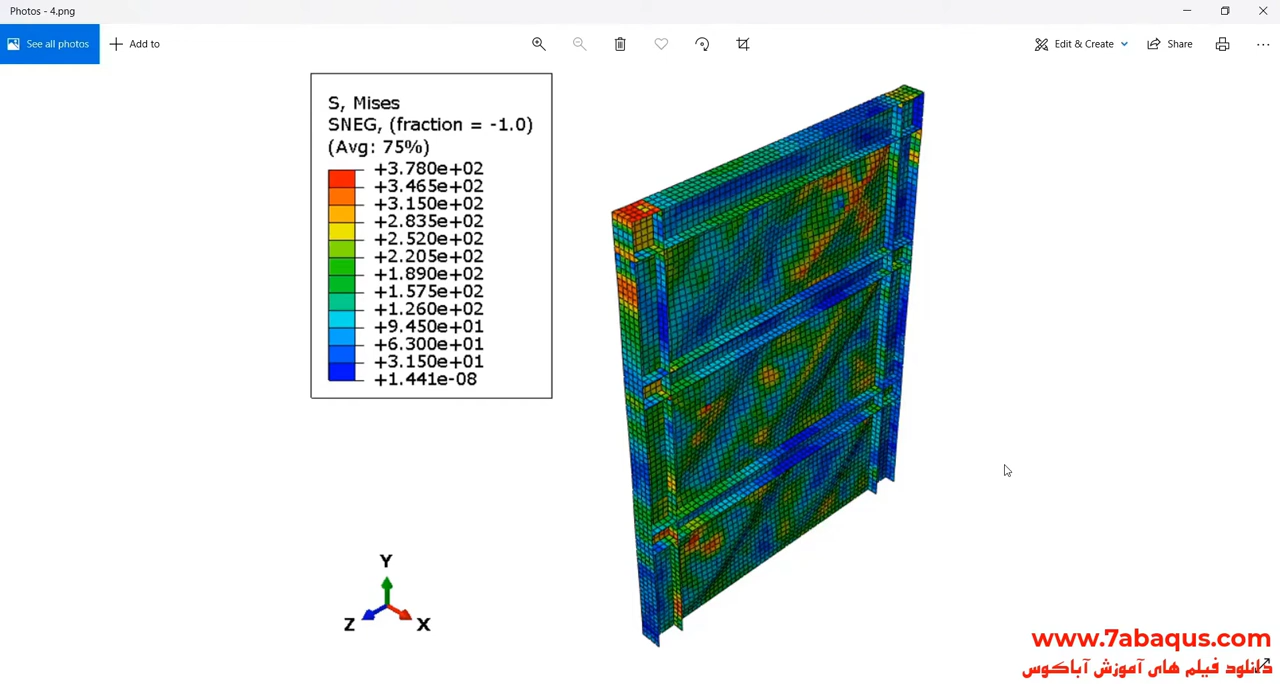 Photos - 4.png
See all photos
Add to
Edit & Create
Share
S, Mises
SNEG, (fraction = -1.0)
(Avg: 75%)
+3.780e+02
+3.465e+02
+3.150e+02
+2.835e+02
+2.520e+02
+2.205e+02
+1.890e+02
+1.575e+02
+1.260e+02
+9.450e+01
+6.300e+01
+3.150e+01
+1.441e-08
Y
Z
X
www.7abaqus.com
دانلود فیلم های آموزش آباکوس